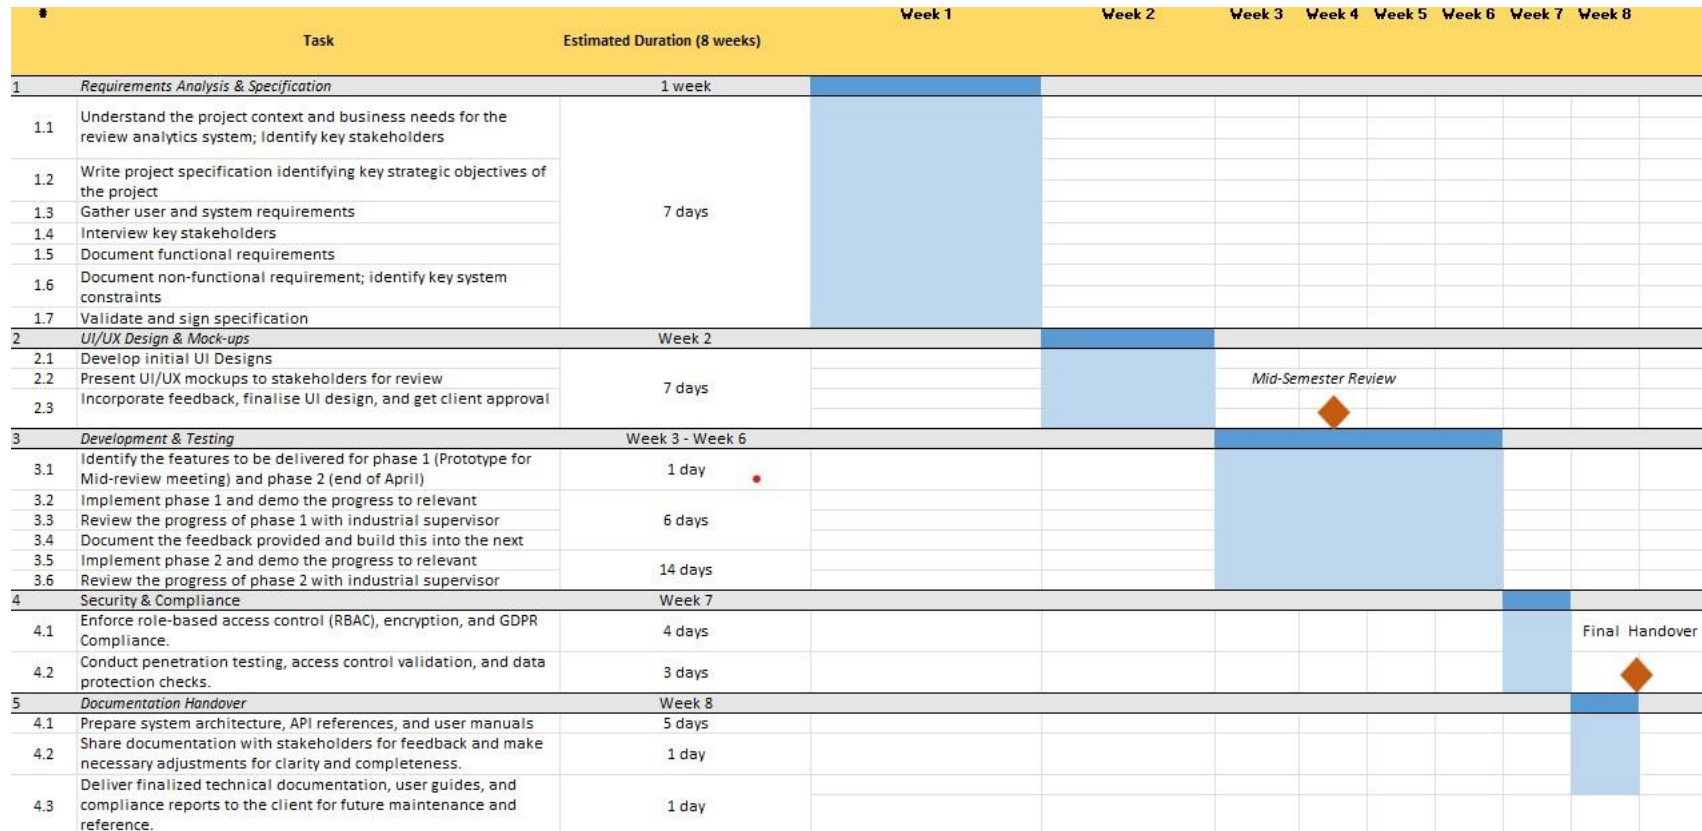 # Week 1 Week 2 Week 3 Week 4 Week 5 Week 6 Week 7 Week 8
Task Estimated Duration (8 weeks)
1 Requirements Analysis & Specification 1 week
1.1 Understand the project context and business needs for the
review analytics system; Identify key stakeholders
1.2 Write project specification identifying key strategic objectives of
the project
1.3 Gather user and system requirements 7 days
1.4 Interview key stakeholders
1.5 Document functional requirements
1.6 Document non-functional requirement; identify key system
constraints
1.7 Validate and sign specification
2 UI/UX Design & Mock-ups Week 2
2.1 Develop initial UI Designs
2.2 Present UI/UX mockups to stakeholders for review Mid-Semester Review
7 days
2.3 Incorporate feedback, finalise UI design, and get client approval
3 Development & Testing Week 3 - Week 6
3.1 Identify the features to be delivered for phase 1 (Prototype for
Mid-review meeting) and phase 2 (end of April) 1 day
3.2 Implement phase 1 and demo the progress to relevant
3.3 Review the progress of phase 1 with industrial supervisor 6 days
3.4 Document the feedback provided and build this into the next
3.5 Implement phase 2 and demo the progress to relevant
14 days
3.6 Review the progress of phase 2 with industrial supervisor
4 Security & Compliance Week 7
4.1 Enforce role-based access control (RBAC), encryption, and GDPR
Compliance. 4 days Final Handover
4.2 Conduct penetration testing, access control validation, and data
protection checks. 3 days
5 Documentation Handover Week 8
4.1 Prepare system architecture, API references, and user manuals 5 days
4.2 Share documentation with stakeholders for feedback and make
necessary adjustments for clarity and completeness. 1 day
4.3 Deliver finalized technical documentation, user guides, and
compliance reports to the client for future maintenance and 1 day
reference.